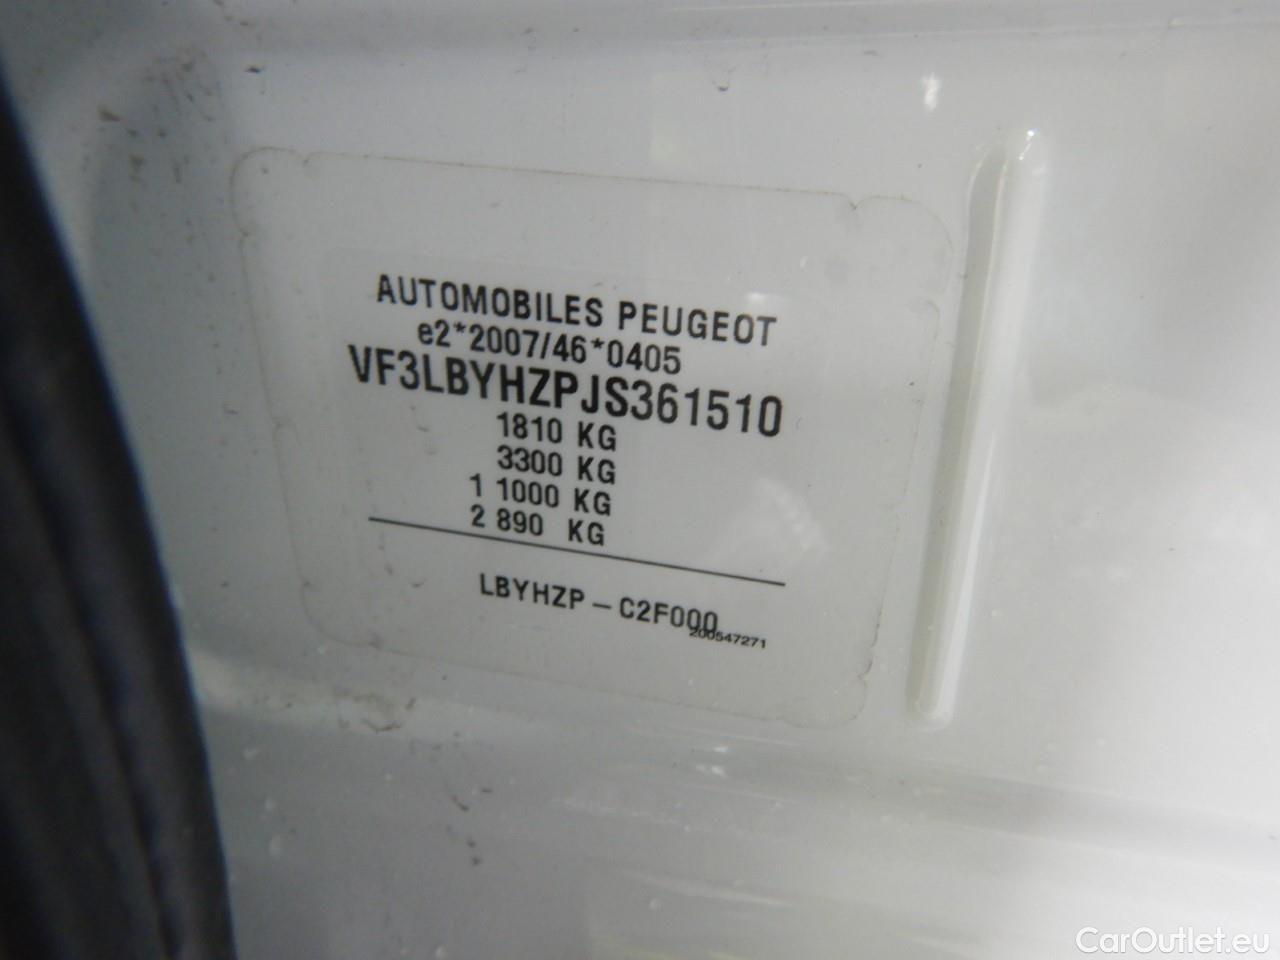 AUTOMOBILES PEUGEOT
e2*2007/46*0405
VF3LBYHZPJS361510
1810 KG
3300 KG
1 1000 KG
2 890 KG
LBYHZP - C2F000
200547271
CarOutlet.eu